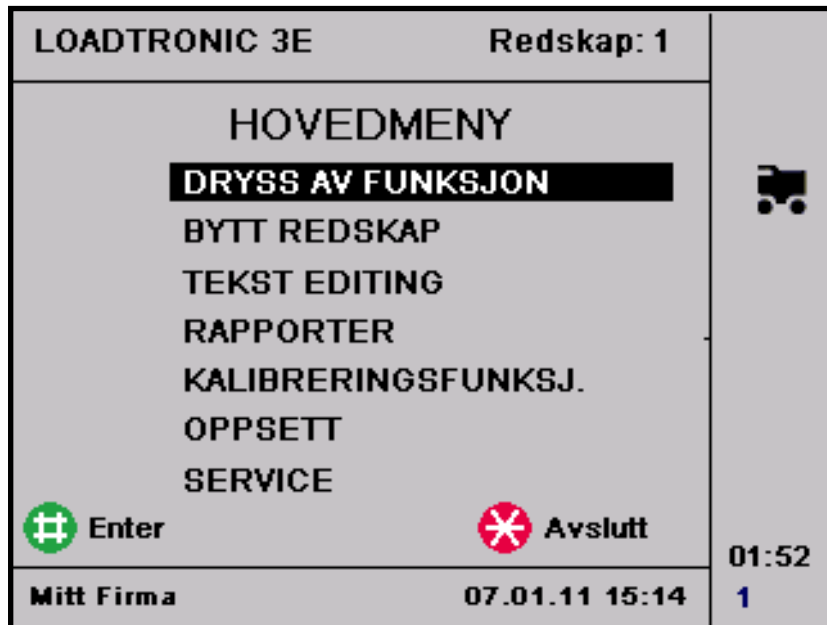 LOADTRONIC 3E Redskap: 1
HOVEDMENY
DRYSS AV FUNKSJON
BYTT REDSKAP
TEKST EDITING
RAPPORTER
KALIBRERINGSFUNKSJ.
OPPSETT
SERVICE
# Enter * Avslutt
01:52
Mitt Firma 07.01.11 15:14 1